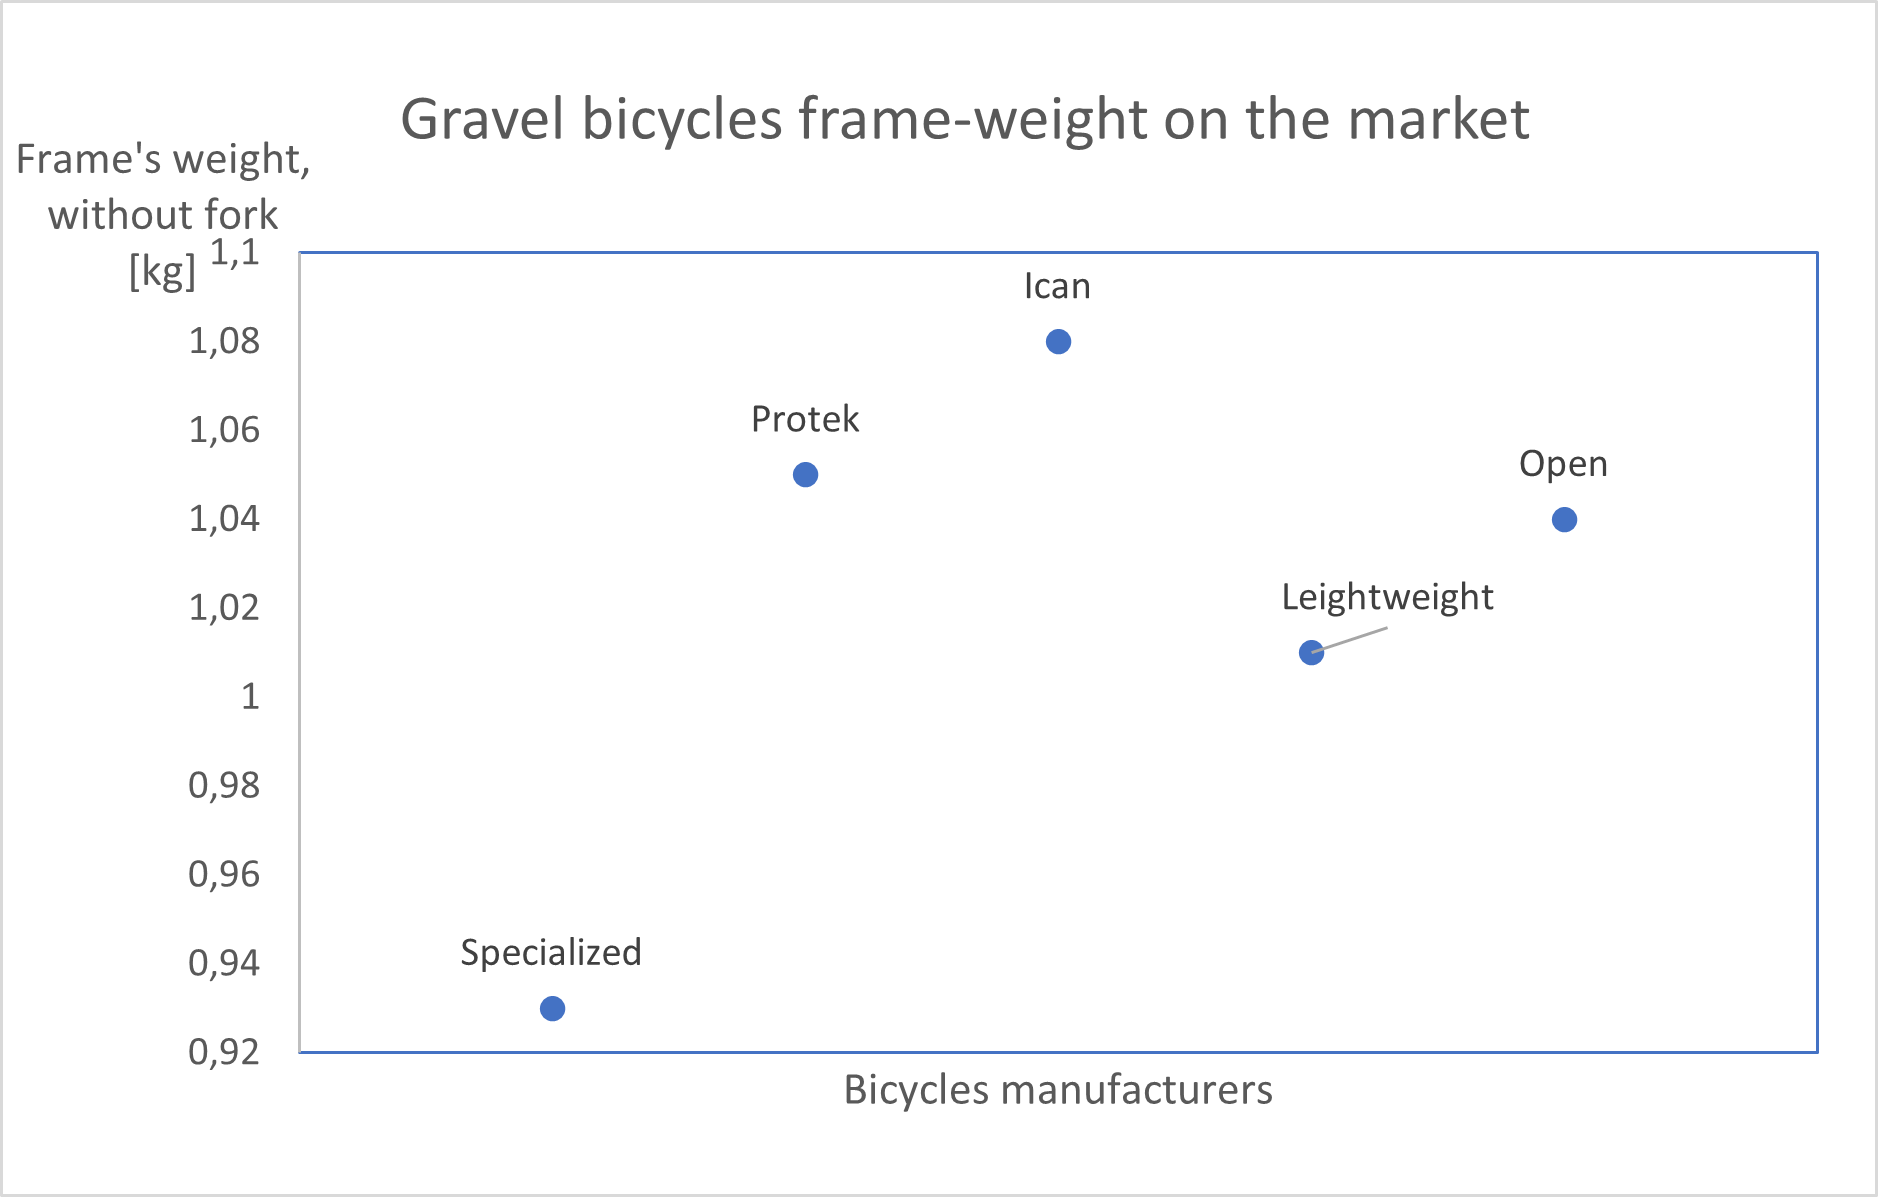 Gravel bicycles frame-weight on the market
Frame's weight,
without fork
[kg]
1,1
1,08
1,06
1,04
1,02
1
0,98
0,96
0,94
0,92
Ican
Protek
Open
Leightweight
Specialized
Bicycles manufacturers